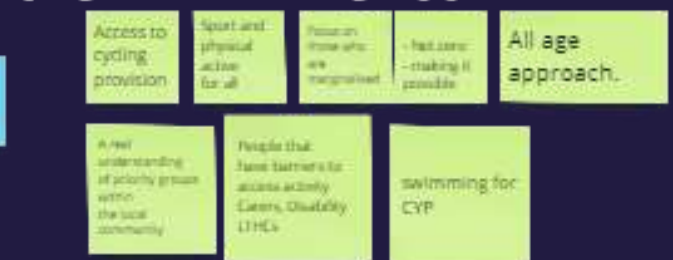 Access to
cycling
provision
Sport and
physical
active
for all
Focus on
those who
are
marginalised
- Net zero
- making it
possible
All age
approach.
A real
understanding
of priority groups
within
the local
community
People that
have barriers to
access activity
Carers, Disability
LTHCs
swimming for
CYP